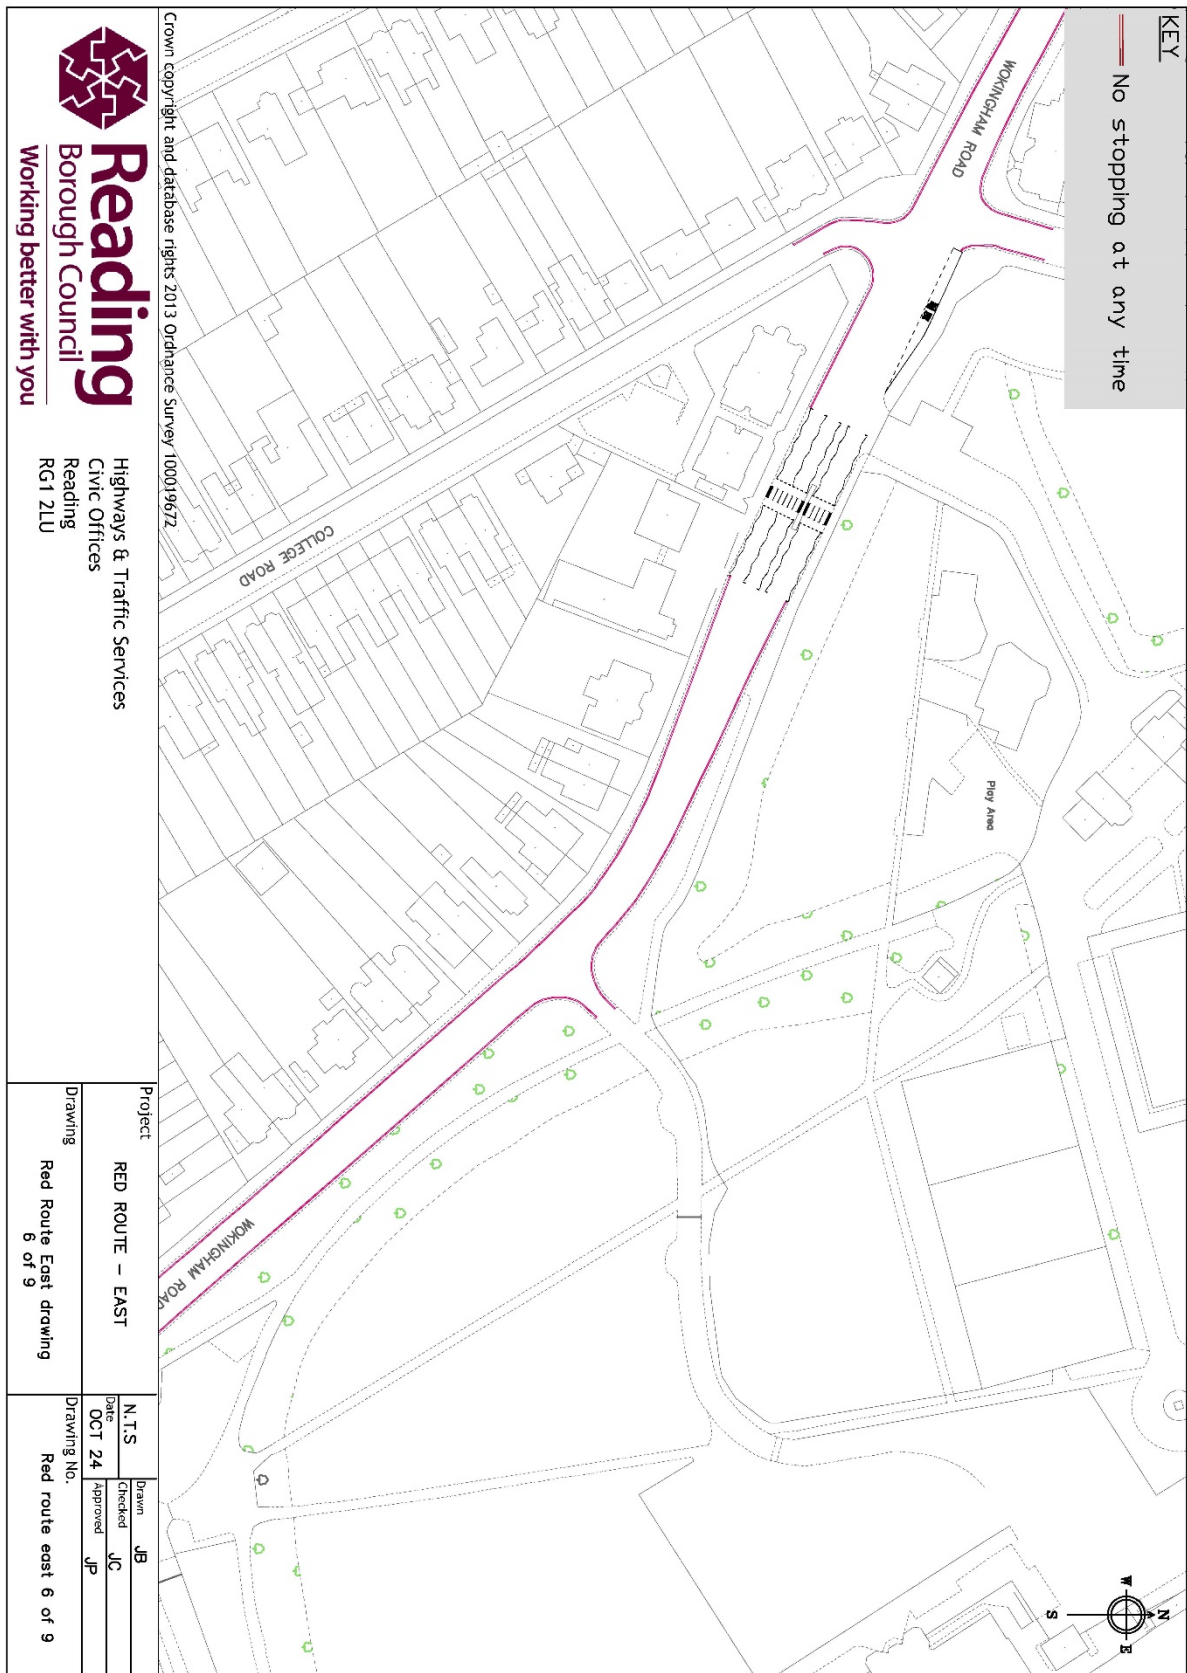 KEY
No stopping at any time
WOKINGHAM ROAD
Play Area
COLLEGE ROAD
WOKINGHAM ROAD
N
W
E
S
Crown copyright and database rights 2013 Ordnance Survey 100019672
Reading
Borough Council
Working better with you
Highways & Traffic Services
Civic Offices
Reading
RG1 2LU
Project
RED ROUTE - EAST
Drawing
Red Route East drawing
6 of 9
N.T.S
Date
OCT 24
Drawn JB
Checked JC
Approved JP
Drawing No.
Red route east 6 of 9